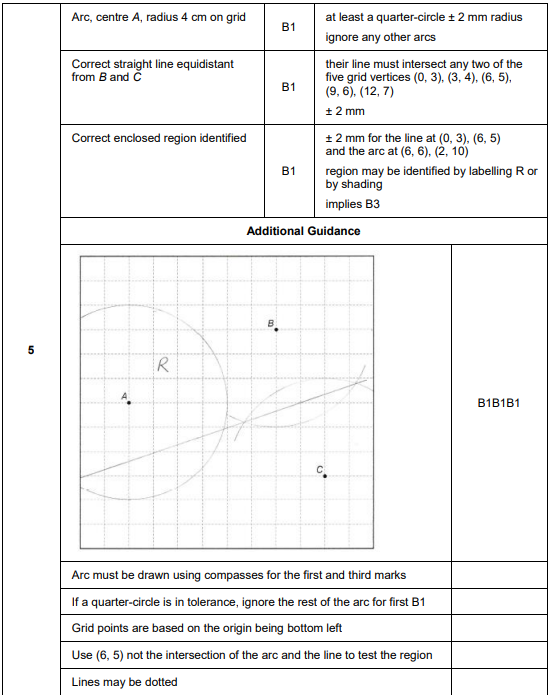 Arc, centre A, radius 4 cm on grid
B1
at least a quarter-circle ± 2 mm radius
ignore any other arcs
Correct straight line equidistant
from B and C
B1
their line must intersect any two of the
five grid vertices (0, 3), (3, 4), (6, 5),
(9, 6), (12, 7)
± 2 mm
Correct enclosed region identified
B1
± 2 mm for the line at (0, 3), (6, 5)
and the arc at (6, 6), (2, 10)
region may be identified by labelling R or
by shading
implies B3
5
Additional Guidance
B
R
A
C
B1B1B1
Arc must be drawn using compasses for the first and third marks
If a quarter-circle is in tolerance, ignore the rest of the arc for first B1
Grid points are based on the origin being bottom left
Use (6, 5) not the intersection of the arc and the line to test the region
Lines may be dotted